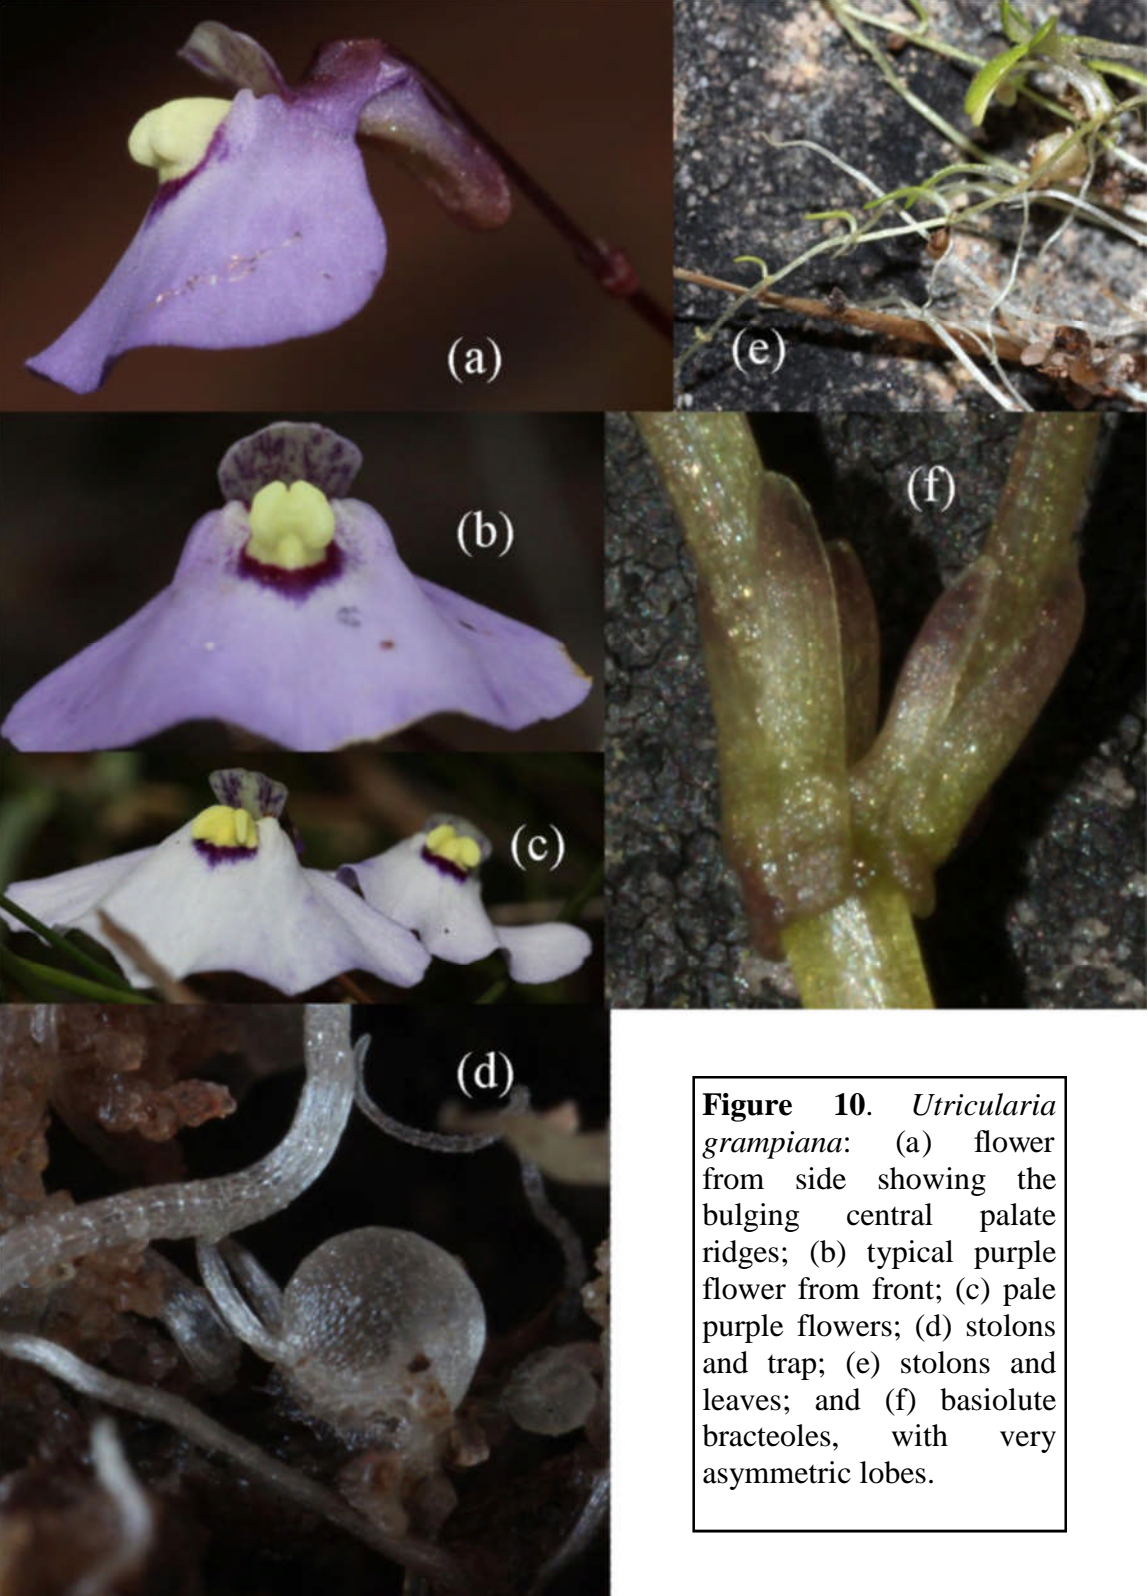 (a)
(e)
(b)
(f)
(c)
(d)
Figure 10. Utricularia
grampiana: (a) flower
from side showing the
bulging central palate
ridges; (b) typical purple
flower from front; (c) pale
purple flowers; (d) stolons
and trap; (e) stolons and
leaves; and (f) basiolute
bracteoles, with very
asymmetric lobes.